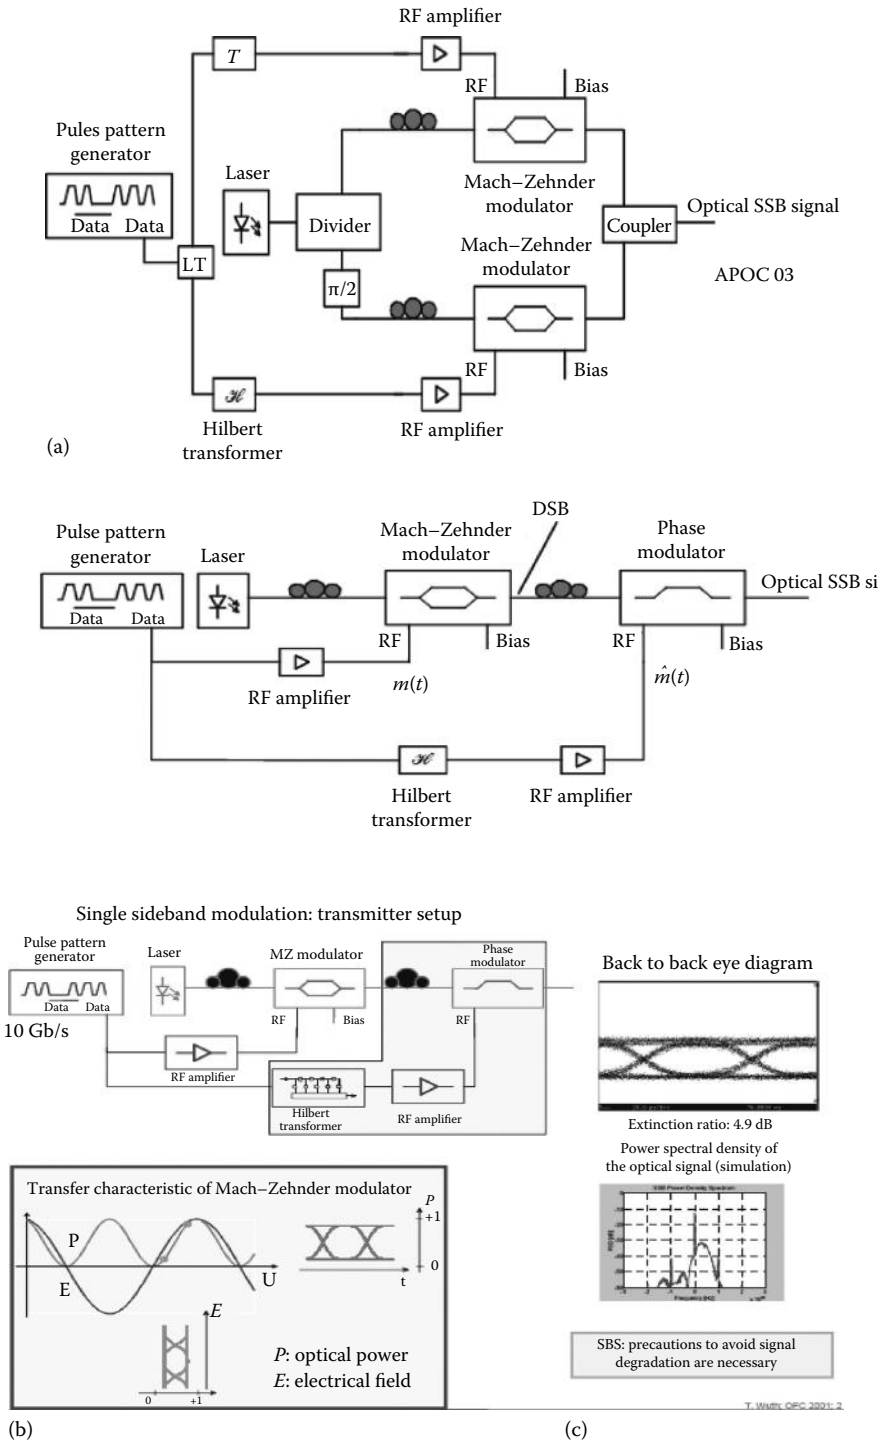 RF amplifier
T
RF
Bias
Pules pattern
generator
Laser
Mach–Zehnder
modulator
Data
Data
Divider
Coupler
Optical SSB signal
Mach–Zehnder
modulator
LT
π/2
APOC 03
RF
Bias
ℋ
Hilbert
transformer
RF amplifier
(a)
DSB
Pulse pattern
generator
Laser
Mach–Zehnder
modulator
Phase
modulator
Optical SSB si
Data
Data
RF
Bias
RF
Bias
RF amplifier
m(t)
m̂(t)
ℋ
Hilbert
transformer
RF amplifier
Single sideband modulation: transmitter setup
Pulse pattern
generator
Laser
MZ modulator
Phase
modulator
Data
Data
RF
Bias
RF
10 Gb/s
RF amplifier
Hilbert
transformer
RF amplifier
Back to back eye diagram
Extinction ratio: 4.9 dB
Power spectral density of
the optical signal (simulation)
SSB Power Density Spectrum
Frequency [Hz]
Transfer characteristic of Mach–Zehnder modulator
P
+1
P
0
E
U
t
E
0
+1
P: optical power
E: electrical field
SBS: precautions to avoid signal
degradation are necessary
T. Wuth; OFC 2001; 2
(b)
(c)